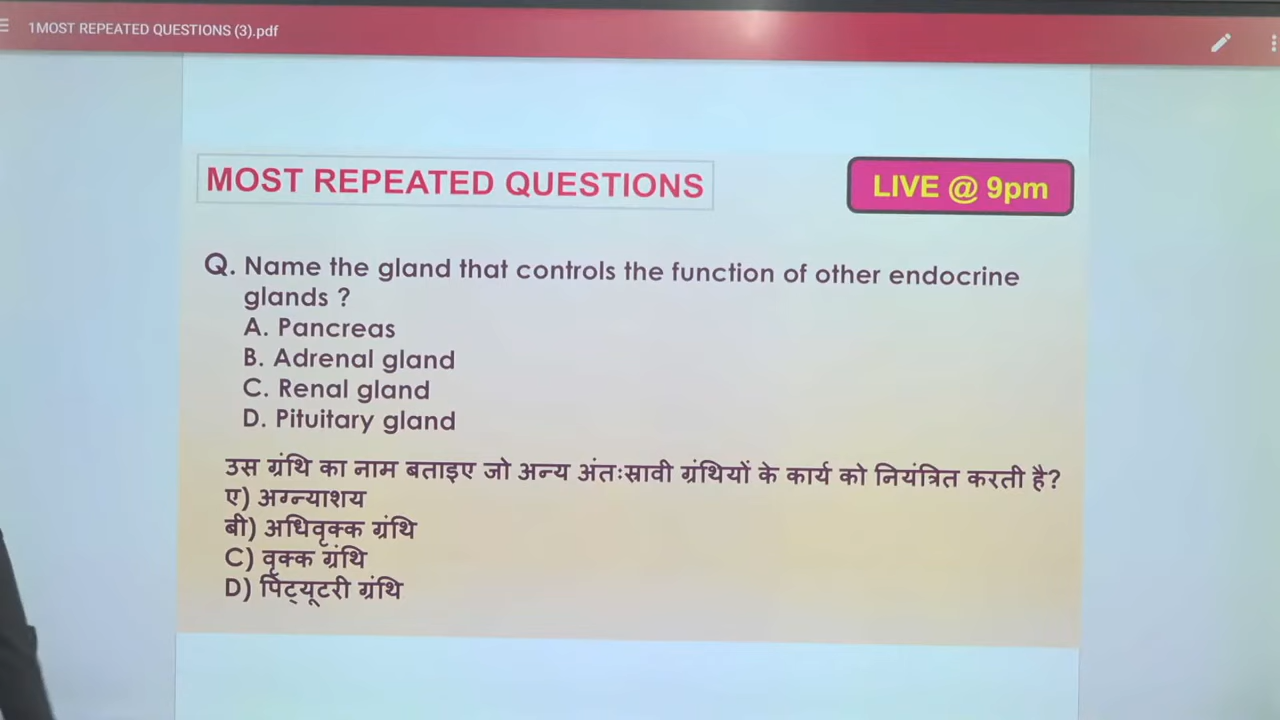 1MOST REPEATED QUESTIONS (3).pdf
MOST REPEATED QUESTIONS
LIVE @ 9pm
Q. Name the gland that controls the function of other endocrine
glands ?
A. Pancreas
B. Adrenal gland
C. Renal gland
D. Pituitary gland
उस ग्रंथि का नाम बताइए जो अन्य अंतःस्रावी ग्रंथियों के कार्य को नियंत्रित करती है?
ए) अग्न्याशय
बी) अधिवृक्क ग्रंथि
C) वृक्क ग्रंथि
D) पिट्यूटरी ग्रंथि